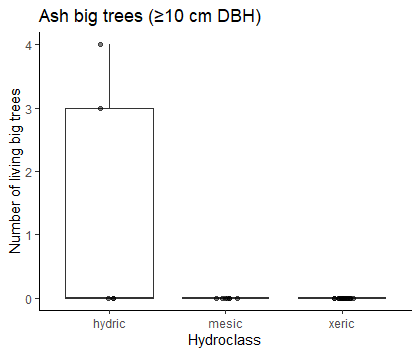 Ash big trees (≥10 cm DBH)
Number of living big trees
4
3
2
1
0
hydric mesic xeric
Hydroclass